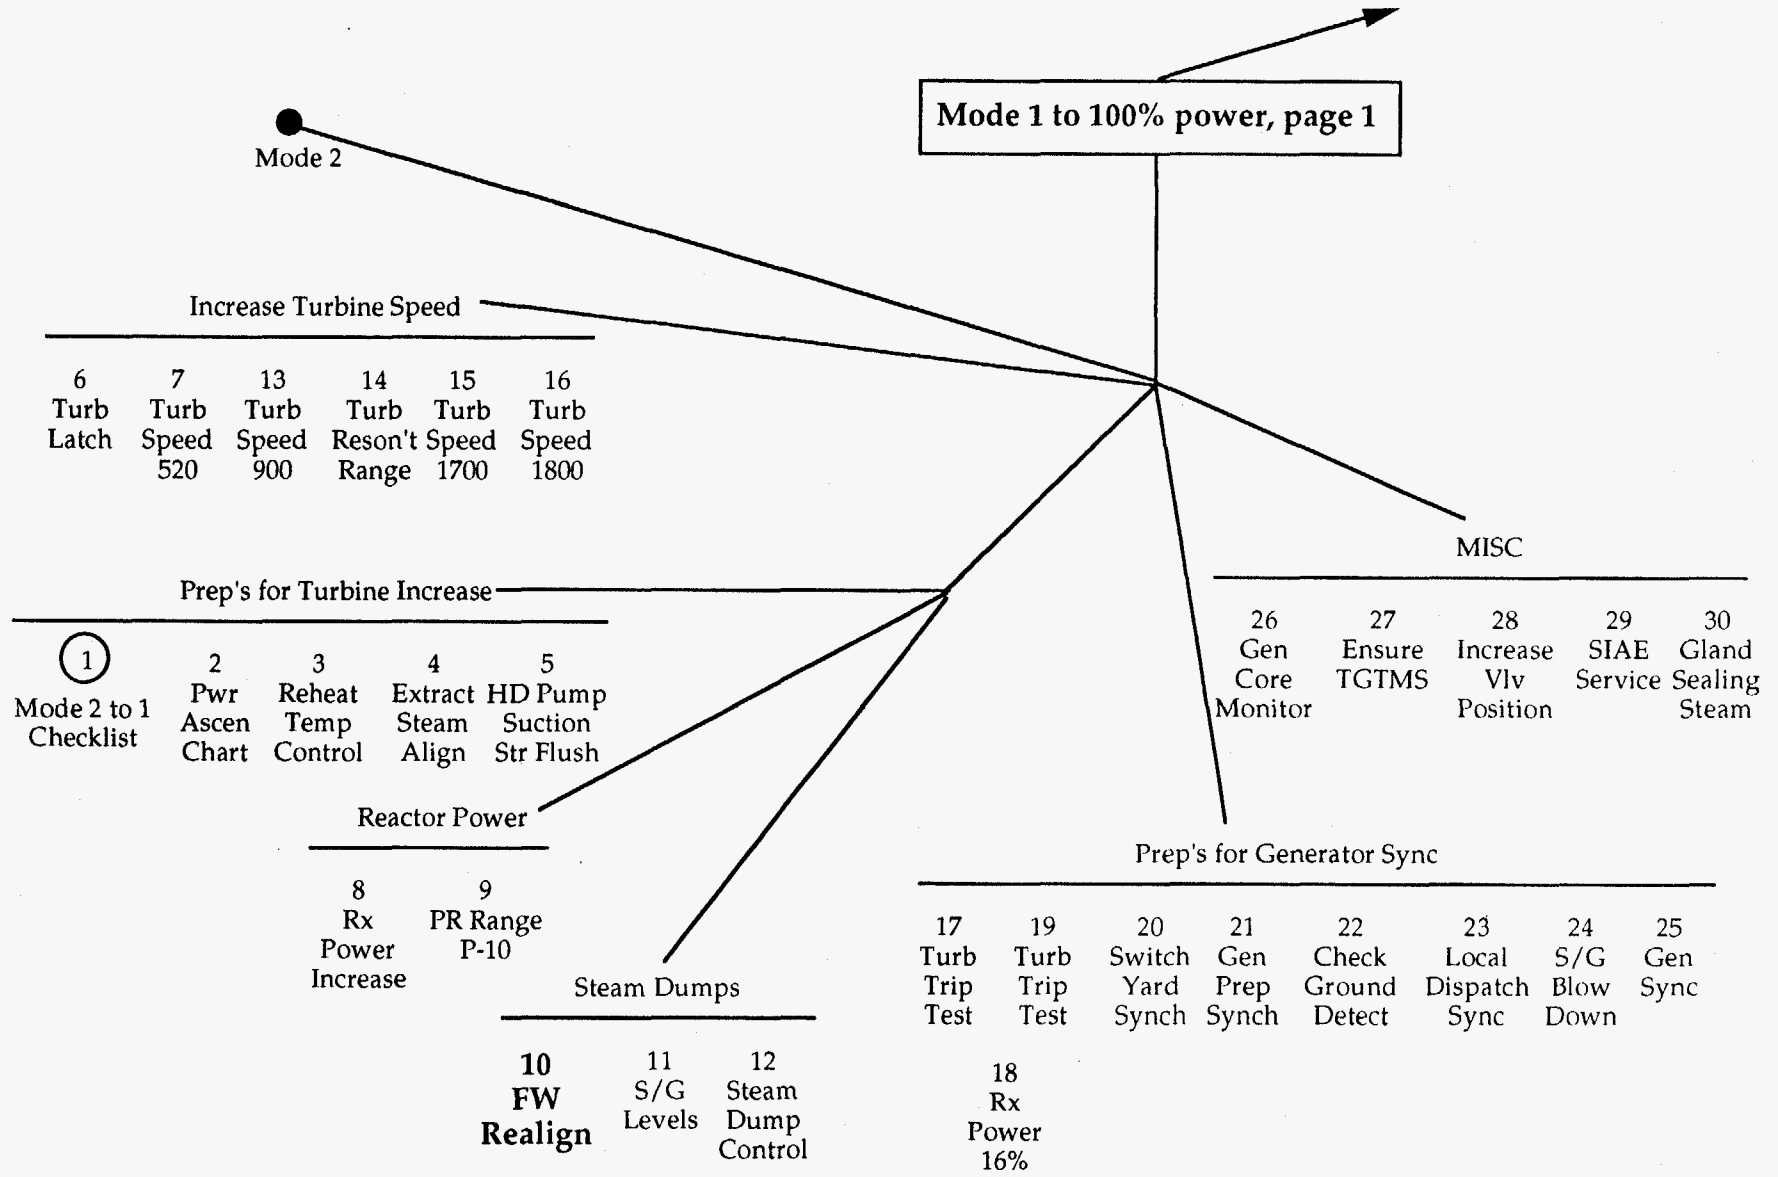 Mode 1 to 100% power, page 1
Mode 2
Increase Turbine Speed
6
Turb
Latch
7
Turb
Speed
520
13
Turb
Speed
900
14
Turb
Reson't
Range
15
Turb
Speed
1700
16
Turb
Speed
1800
MISC
26
Gen
Core
Monitor
27
Ensure
TGTMS
28
Increase
Vlv
Position
29
SIAE
Service
30
Gland
Sealing
Steam
Prep's for Turbine Increase
1
Mode 2 to 1
Checklist
2
Pwr
Ascen
Chart
3
Reheat
Temp
Control
4
Extract
Steam
Align
5
HD Pump
Suction
Str Flush
Reactor Power
8
Rx
Power
Increase
9
PR Range
P-10
Steam Dumps
10
FW
Realign
11
S/G
Levels
12
Steam
Dump
Control
Prep's for Generator Sync
17
Turb
Trip
Test
19
Turb
Trip
Test
20
Switch
Yard
Synch
21
Gen
Prep
Synch
22
Check
Ground
Detect
23
Local
Dispatch
Sync
24
S/G
Blow
Down
25
Gen
Sync
18
Rx
Power
16%